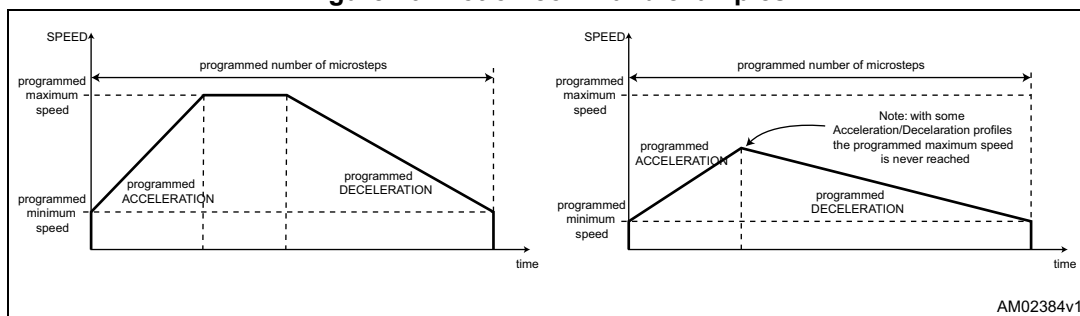 SPEED
programmed number of microsteps
programmed
maximum
speed
programmed
ACCELERATION
programmed
DECELERATION
programmed
minimum
speed
time
SPEED
programmed number of microsteps
programmed
maximum
speed
Note: with some
Acceleration/Decelaration profiles
the programmed maximum speed
is never reached
programmed
ACCELERATION
programmed
DECELERATION
programmed
minimum
speed
time
AM02384v1